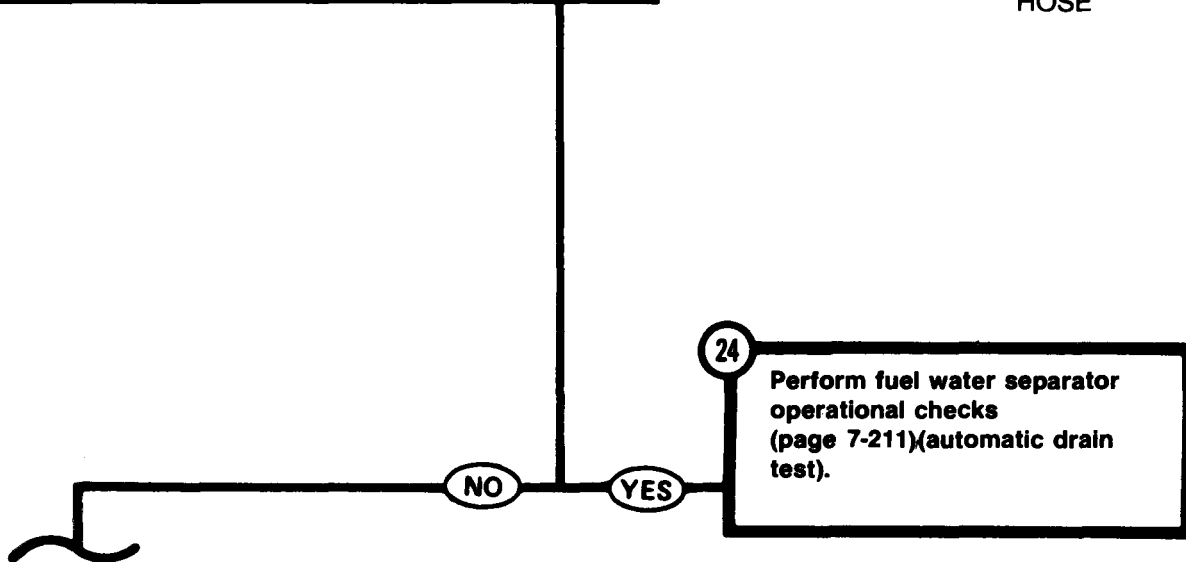 HOSE
24
Perform fuel water separator
operational checks
(page 7-211)(automatic drain
test).
NO
YES